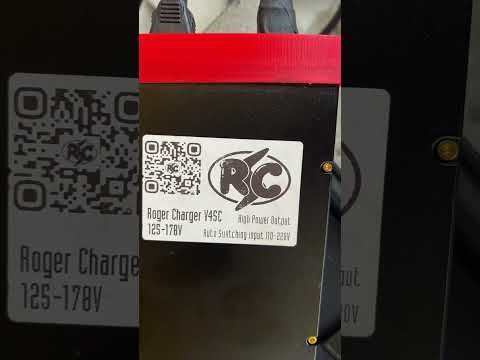 RC
Roger Charger V4SC
125-178V
High Power Output
Auto Switching input 110-220V